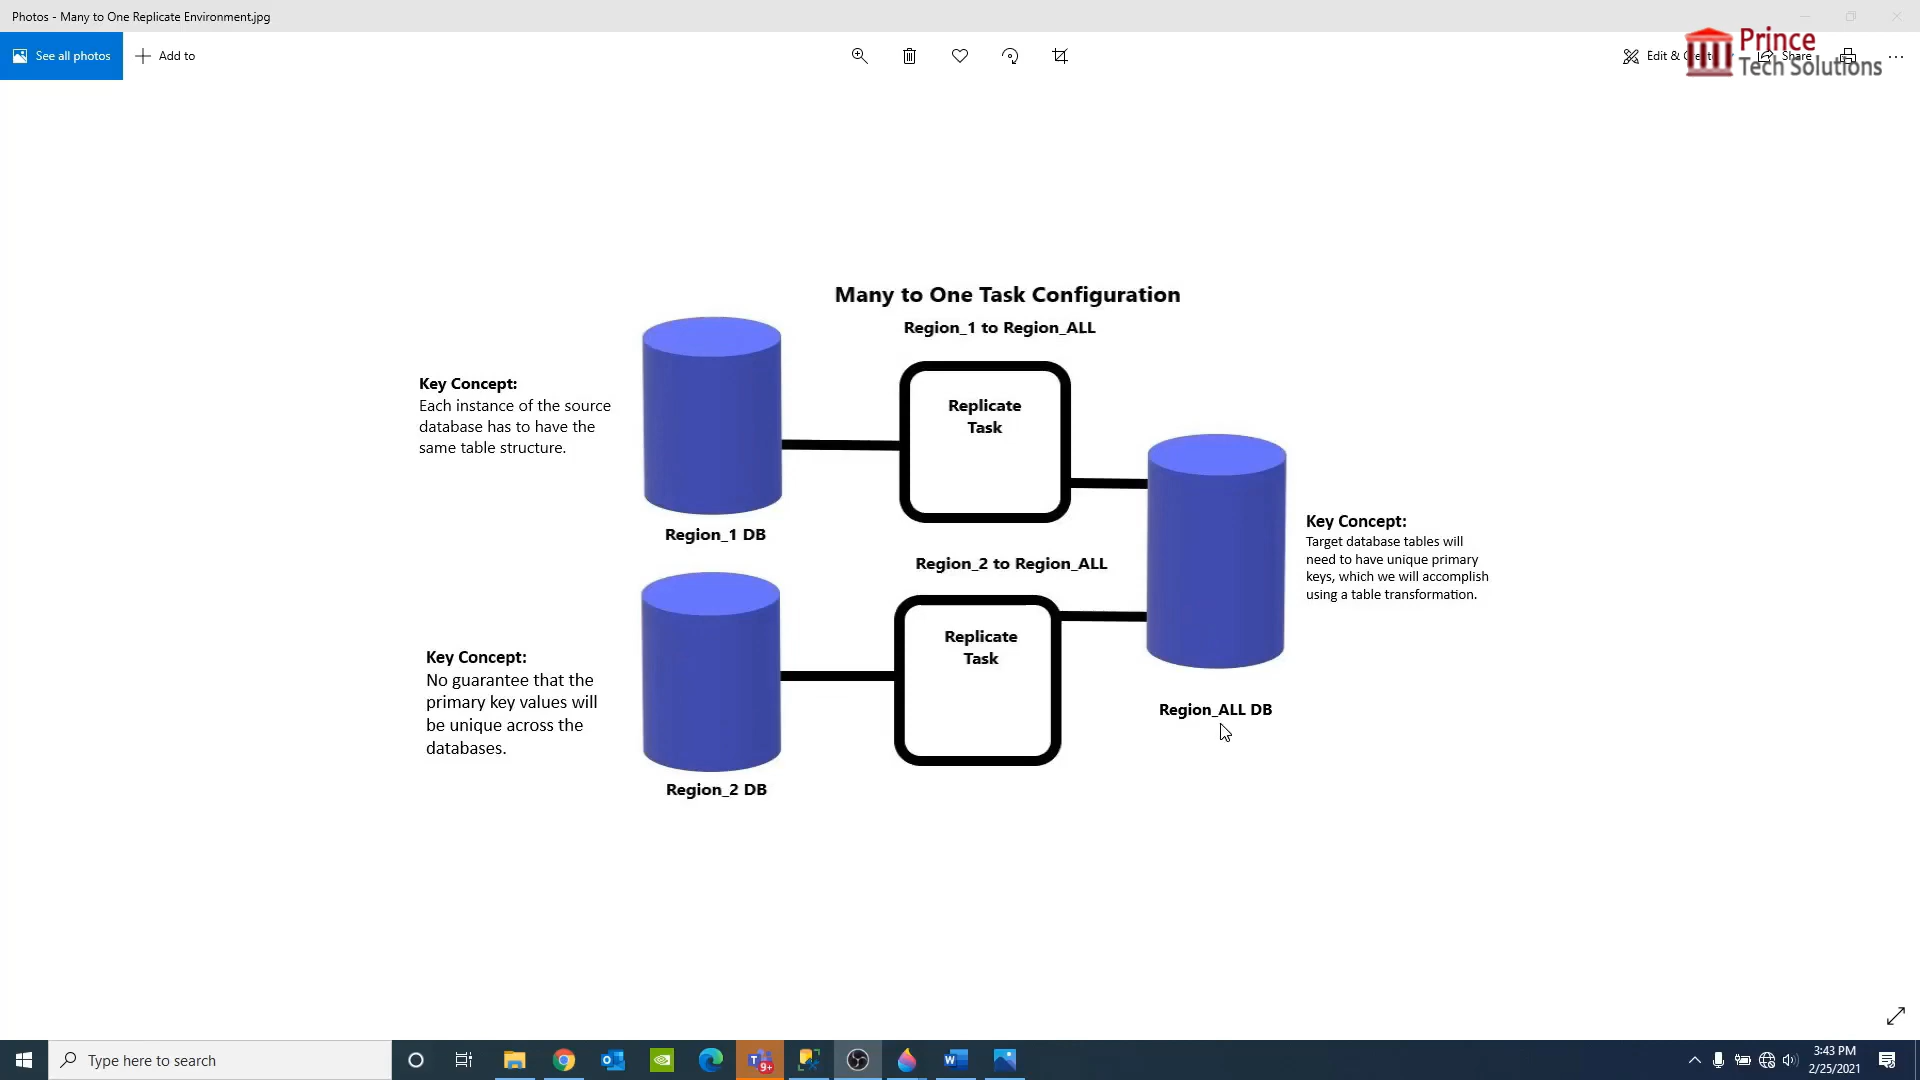 Photos - Many to One Replicate Environment.jpg
See all photos
Add to
Edit &
Share
Prince
Tech Solutions
Many to One Task Configuration
Region_1 to Region_ALL
Key Concept:
Each instance of the source
database has to have the
same table structure.
Replicate
Task
Region_1 DB
Key Concept:
Target database tables will
need to have unique primary
keys, which we will accomplish
using a table transformation.
Region_2 to Region_ALL
Replicate
Task
Key Concept:
No guarantee that the
primary key values will
be unique across the
databases.
Region_ALL DB
Region_2 DB
Type here to search
9+
3:43 PM
2/25/2021